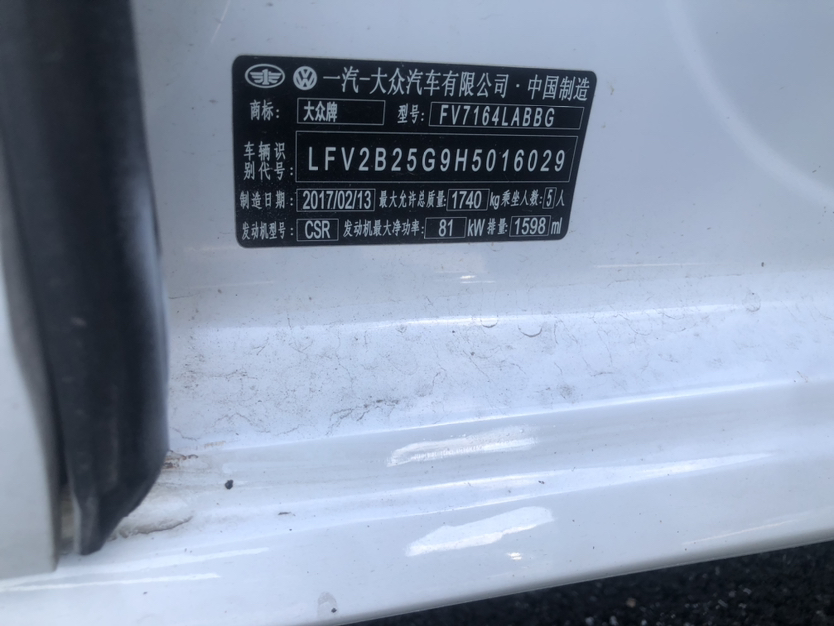 一汽-大众汽车有限公司·中国制造
商标: 大众牌 型号: FV7164LABBG
车辆识别代号: LFV2B25G9H5016029
制造日期: 2017/02/13 最大允许总质量: 1740 kg 乘坐人数: 5 人
发动机型号: CSR 发动机最大净功率: 81 kW 排量: 1598 ml